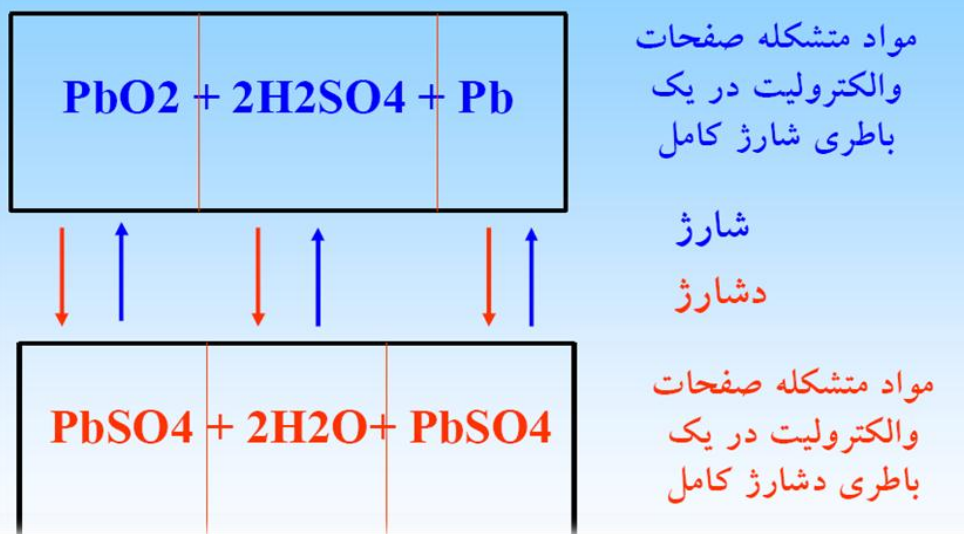 PbO2 + 2H2SO4 + Pb
مواد متشکله صفحات
والکترولیت در یک
باطری شارژ کامل
شارژ
دشارژ
PbSO4 + 2H2O+ PbSO4
مواد متشکله صفحات
والکترولیت در یک
باطری دشارژ کامل